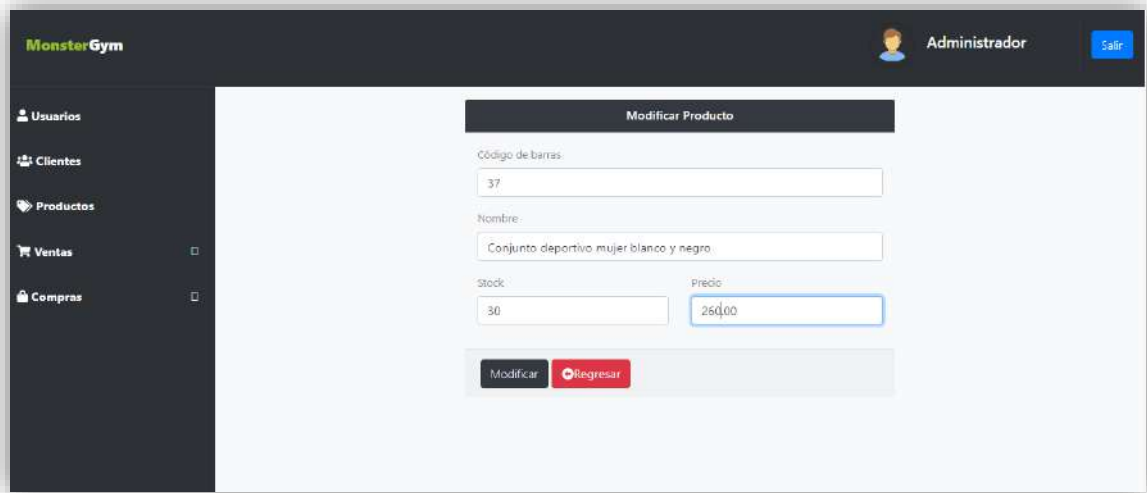 MonsterGym
Administrador
Salir
Usuarios
Clientes
Productos
Ventas
Compras
Modificar Producto
Código de barras
37
Nombre
Conjunto deportivo mujer blanco y negro
Stock
Precio
30
260.00
Modificar
Regresar